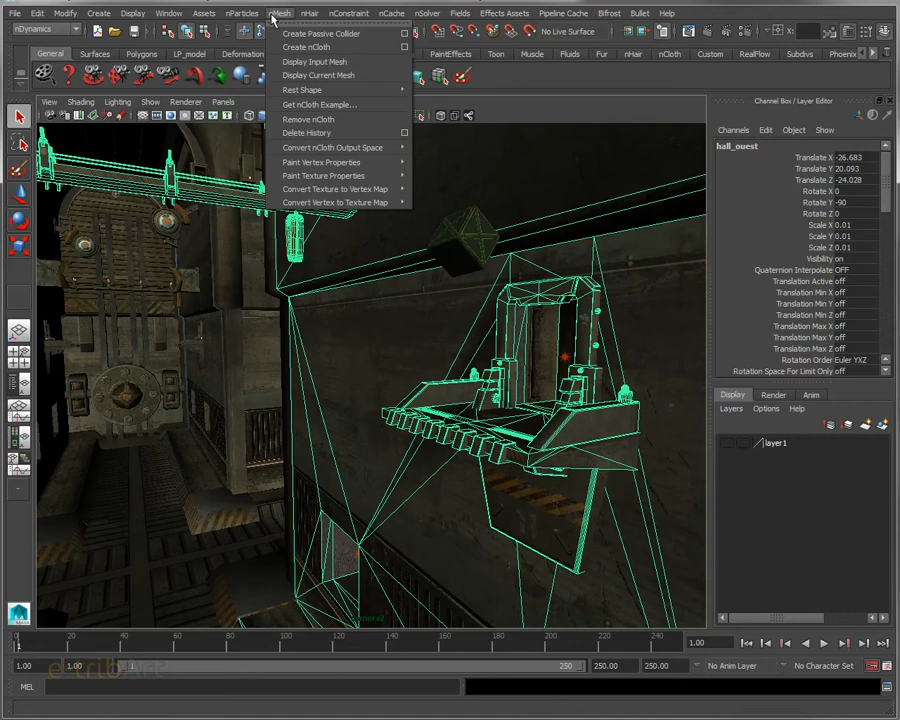 File Edit Modify Create Display Window Assets nParticles nMesh nHair nConstraint nCache nSolver Fields Effects Assets Pipeline Cache Bifrost Bullet Help
nDynamics No Live Surface X: Y: Z:
General Curves Surfaces Polygons LP_model Deformation PaintEffects Toon Muscle Fluids Fur nHair nCloth Custom RealFlow Subdivs Phoenix
Create Passive Collider
Create nCloth
Display Input Mesh
Display Current Mesh
Rest Shape
Get nCloth Example...
Remove nCloth
Delete History
Convert nCloth Output Space
Paint Vertex Properties
Paint Texture Properties
Convert Texture to Vertex Map
Convert Vertex to Texture Map
View Shading Lighting Show Renderer Panels
Channel Box / Layer Editor
Channels Edit Object Show
hall_ouest
Translate X -26.683
Translate Y 20.093
Translate Z -24.028
Rotate X 0
Rotate Y -90
Rotate Z 0
Scale X 0.01
Scale Y 0.01
Scale Z 0.01
Visibility on
Quaternion Interpolate OFF
Translation Active off
Translation Min X off
Translation Min Y off
Translation Min Z off
Translation Max X off
Translation Max Y off
Translation Max Z off
Rotation Order Euler YXZ
Rotation Space For Limit Only off
Display Render Anim
Layers Options Help
layer1
0 20 40 60 80 100 120 140 160 180 200 220 240
1 1.00
1.00 1.00 1 250 250.00 250.00 No Anim Layer No Character Set
e-tribArt
MEL